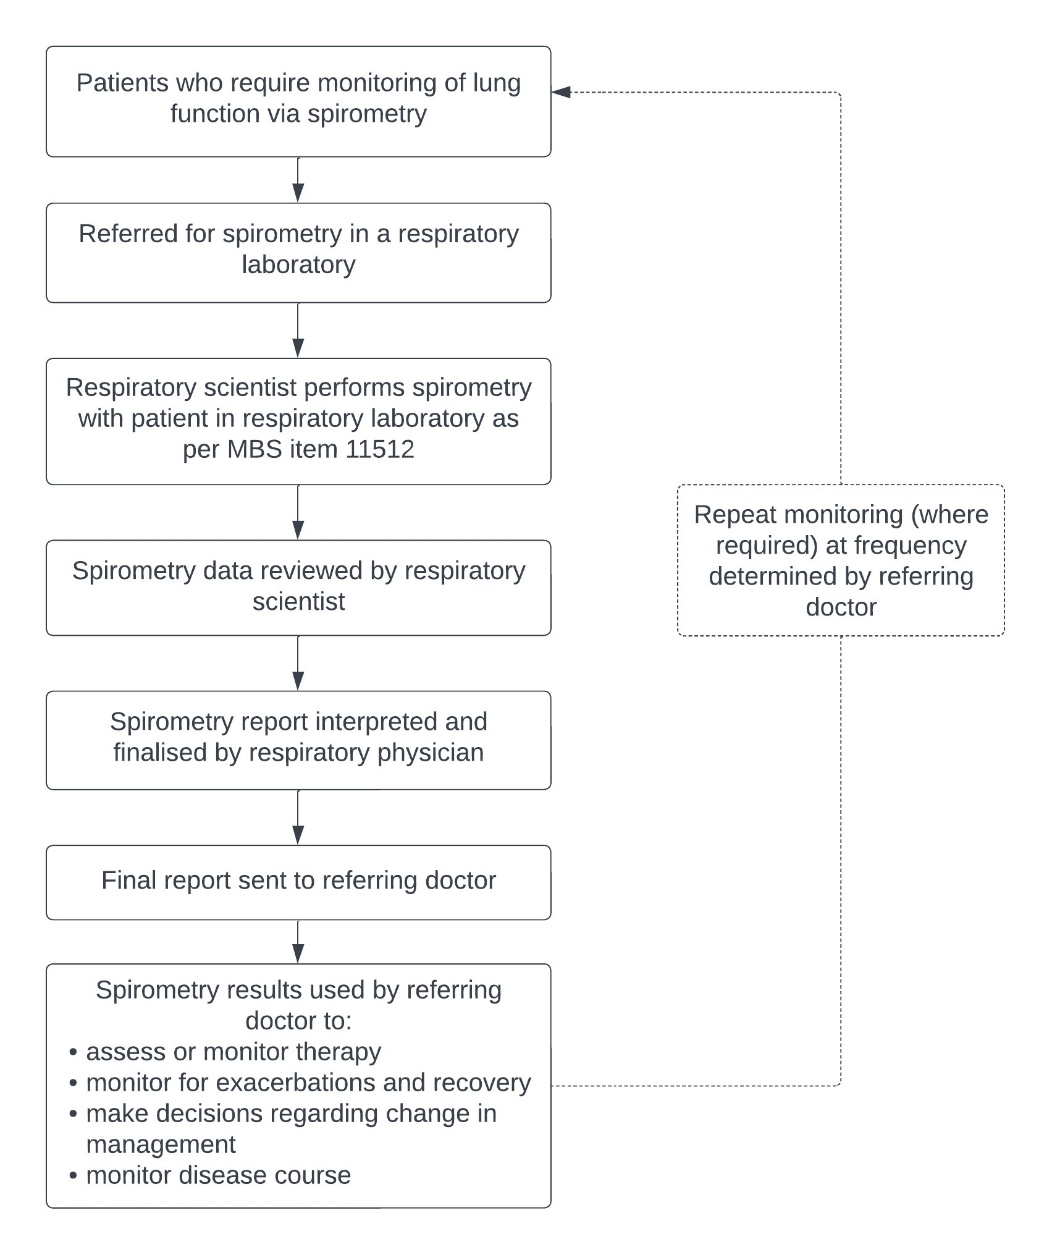 Patients who require monitoring of lung
function via spirometry
Referred for spirometry in a respiratory
laboratory
Respiratory scientist performs spirometry
with patient in respiratory laboratory as
per MBS item 11512
Spirometry data reviewed by respiratory
scientist
Spirometry report interpreted and
finalised by respiratory physician
Final report sent to referring doctor
Spirometry results used by referring
doctor to:
• assess or monitor therapy
• monitor for exacerbations and recovery
• make decisions regarding change in
management
• monitor disease course
Repeat monitoring (where
required) at frequency
determined by referring
doctor